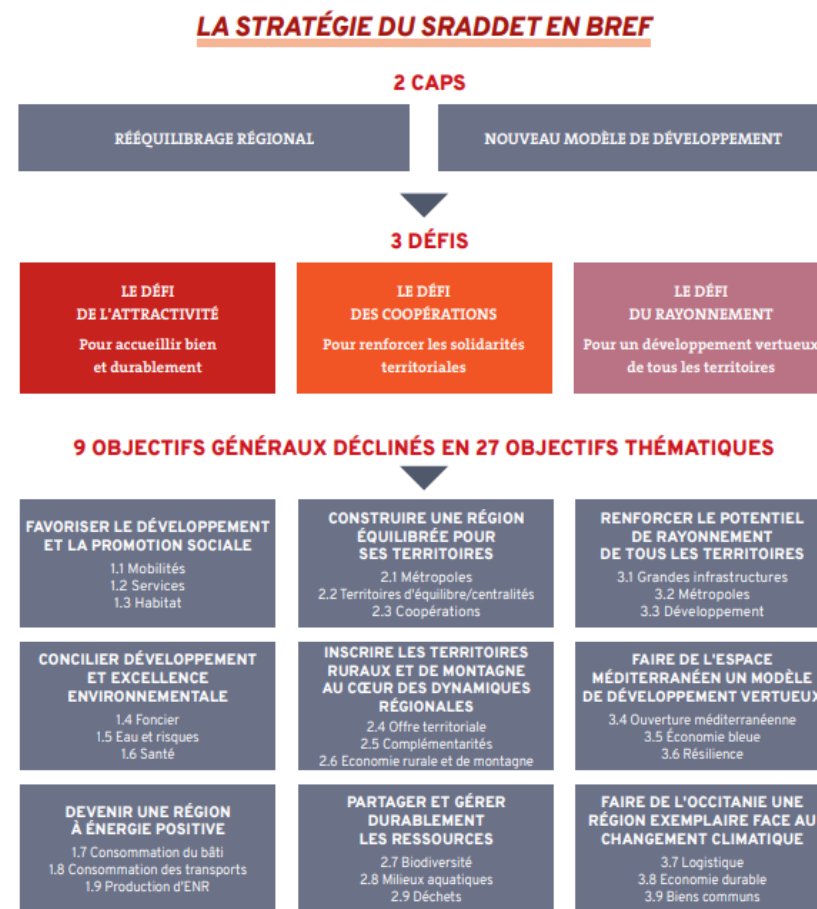 LA STRATÉGIE DU SRADDET EN BREF
2 CAPS
RÉÉQUILIBRAGE RÉGIONAL
NOUVEAU MODÈLE DE DÉVELOPPEMENT
3 DÉFIS
LE DÉFI
DE L'ATTRACTIVITÉ
Pour accueillir bien
et durablement
LE DÉFI
DES COOPÉRATIONS
Pour renforcer les solidarités
territoriales
LE DÉFI
DU RAYONNEMENT
Pour un développement vertueux
de tous les territoires
9 OBJECTIFS GÉNÉRAUX DÉCLINÉS EN 27 OBJECTIFS THÉMATIQUES
FAVORISER LE DÉVELOPPEMENT
ET LA PROMOTION SOCIALE
1.1 Mobilités
1.2 Services
1.3 Habitat
CONSTRUIRE UNE RÉGION
ÉQUILIBRÉE POUR
SES TERRITOIRES
2.1 Métropoles
2.2 Territoires d'équilibre/centralités
2.3 Coopérations
RENFORCER LE POTENTIEL
DE RAYONNEMENT
DE TOUS LES TERRITOIRES
3.1 Grandes infrastructures
3.2 Métropoles
3.3 Développement
CONCILIER DÉVELOPPEMENT
ET EXCELLENCE
ENVIRONNEMENTALE
1.4 Foncier
1.5 Eau et risques
1.6 Santé
INSCRIRE LES TERRITOIRES
RURAUX ET DE MONTAGNE
AU CŒUR DES DYNAMIQUES
RÉGIONALES
2.4 Offre territoriale
2.5 Complémentarités
2.6 Economie rurale et de montagne
FAIRE DE L'ESPACE
MÉDITERRANÉEN UN MODÈLE
DE DÉVELOPPEMENT VERTUEUX
3.4 Ouverture méditerranéenne
3.5 Économie bleue
3.6 Résilience
DEVENIR UNE RÉGION
À ÉNERGIE POSITIVE
1.7 Consommation du bâti
1.8 Consommation des transports
1.9 Production d'ENR
PARTAGER ET GÉRER
DURABLEMENT
LES RESSOURCES
2.7 Biodiversité
2.8 Milieux aquatiques
2.9 Déchets
FAIRE DE L'OCCITANIE UNE
RÉGION EXEMPLAIRE FACE AU
CHANGEMENT CLIMATIQUE
3.7 Logistique
3.8 Economie durable
3.9 Biens communs